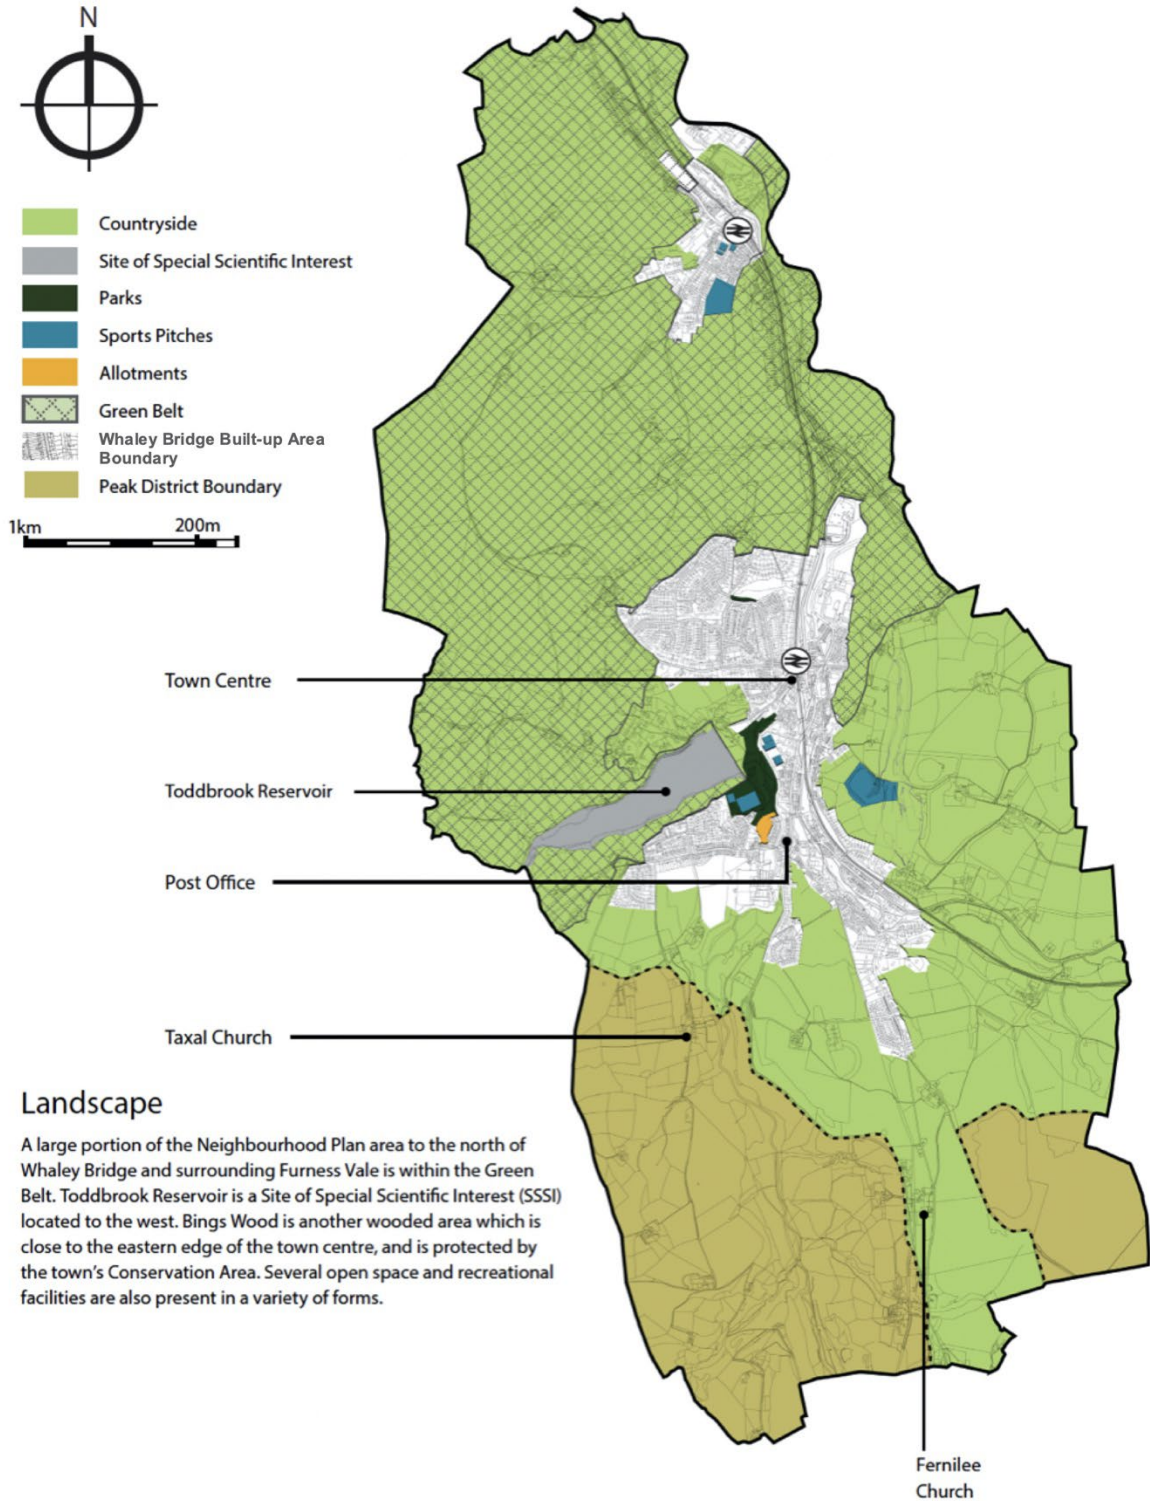 N
Countryside
Site of Special Scientific Interest
Parks
Sports Pitches
Allotments
Green Belt
Whaley Bridge Built-up Area
Boundary
Peak District Boundary
1km 200m
Town Centre
Toddbrook Reservoir
Post Office
Taxal Church
Landscape
A large portion of the Neighbourhood Plan area to the north of
Whaley Bridge and surrounding Furness Vale is within the Green
Belt. Toddbrook Reservoir is a Site of Special Scientific Interest (SSSI)
located to the west. Bings Wood is another wooded area which is
close to the eastern edge of the town centre, and is protected by
the town's Conservation Area. Several open space and recreational
facilities are also present in a variety of forms.
Fernilee
Church